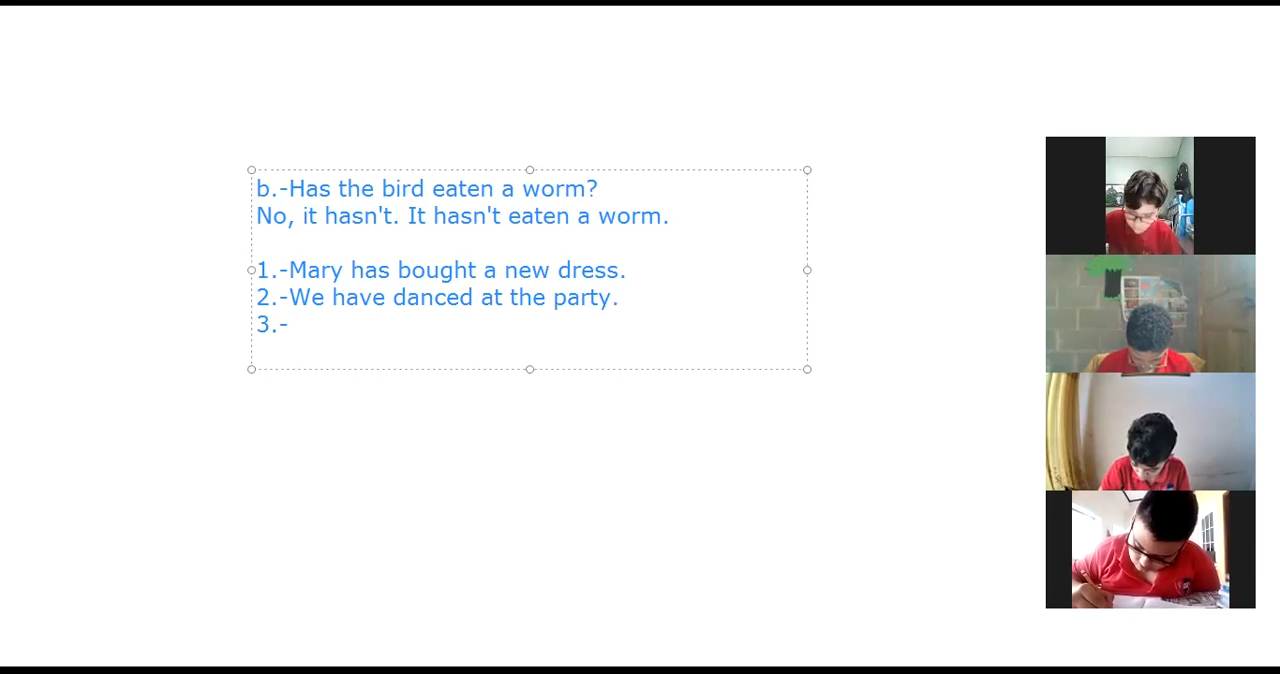 b.-Has the bird eaten a worm?
No, it hasn't. It hasn't eaten a worm.
1.-Mary has bought a new dress.
2.-We have danced at the party.
3.-